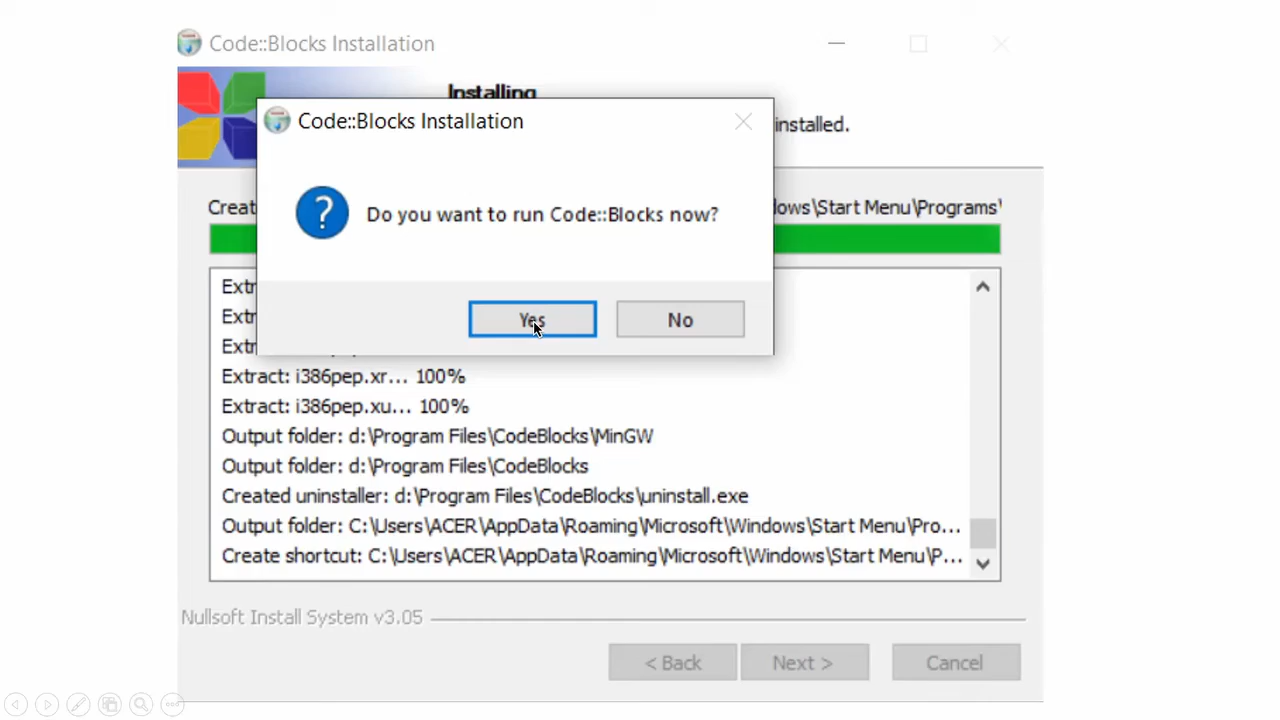 Code::Blocks Installation
Installing
installed.
Code::Blocks Installation
Do you want to run Code::Blocks now?
Yes
No
Creat
dows\Start Menu\Programs\
Extr
Extr
Extr
Extract: i386pep.xr... 100%
Extract: i386pep.xu... 100%
Output folder: d:\Program Files\CodeBlocks\MinGW
Output folder: d:\Program Files\CodeBlocks
Created uninstaller: d:\Program Files\CodeBlocks\uninstall.exe
Output folder: C:\Users\ACER\AppData\Roaming\Microsoft\Windows\Start Menu\Pro...
Create shortcut: C:\Users\ACER\AppData\Roaming\Microsoft\Windows\Start Menu\P...
Nullsoft Install System v3.05
< Back
Next >
Cancel